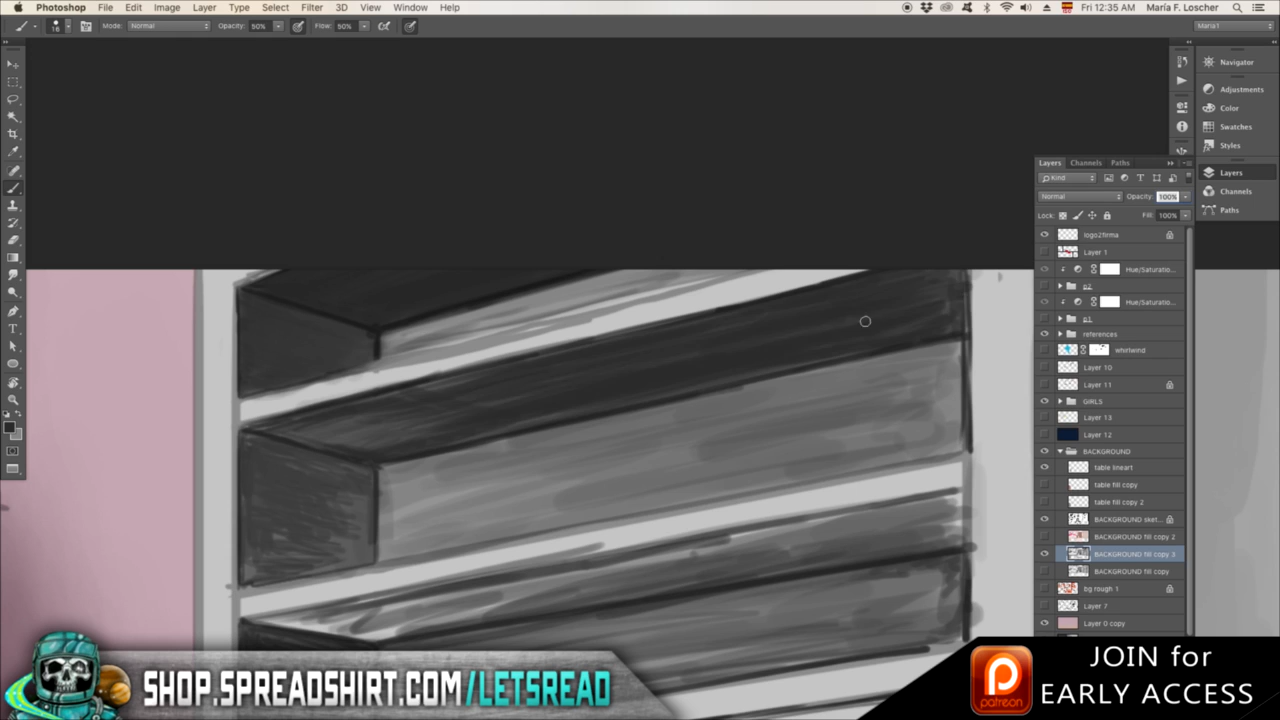 Photoshop File Edit Image Layer Type Select Filter 3D View Window Help Fri 12:35 AM María F. Loscher
16 Mode: Normal Opacity: 50% Flow: 50% Maria1
Navigator
Adjustments
Color
Swatches
Styles
Layers
Channels
Paths
Layers Channels Paths
Kind
Normal Opacity: 100%
Lock: Fill: 100%
logo2firma
Layer 1
Hue/Saturatio...
p2
Hue/Saturatio...
p1
references
whirlwind
Layer 10
Layer 11
GIRLS
Layer 13
Layer 12
BACKGROUND
table lineart
table fill copy
table fill copy 2
BACKGROUND sket...
BACKGROUND fill copy 2
BACKGROUND fill copy 3
BACKGROUND fill copy
bg rough 1
Layer 7
Layer 0 copy
SHOP.SPREADSHIRT.COM/LETSREAD
patreon
JOIN for
EARLY ACCESS